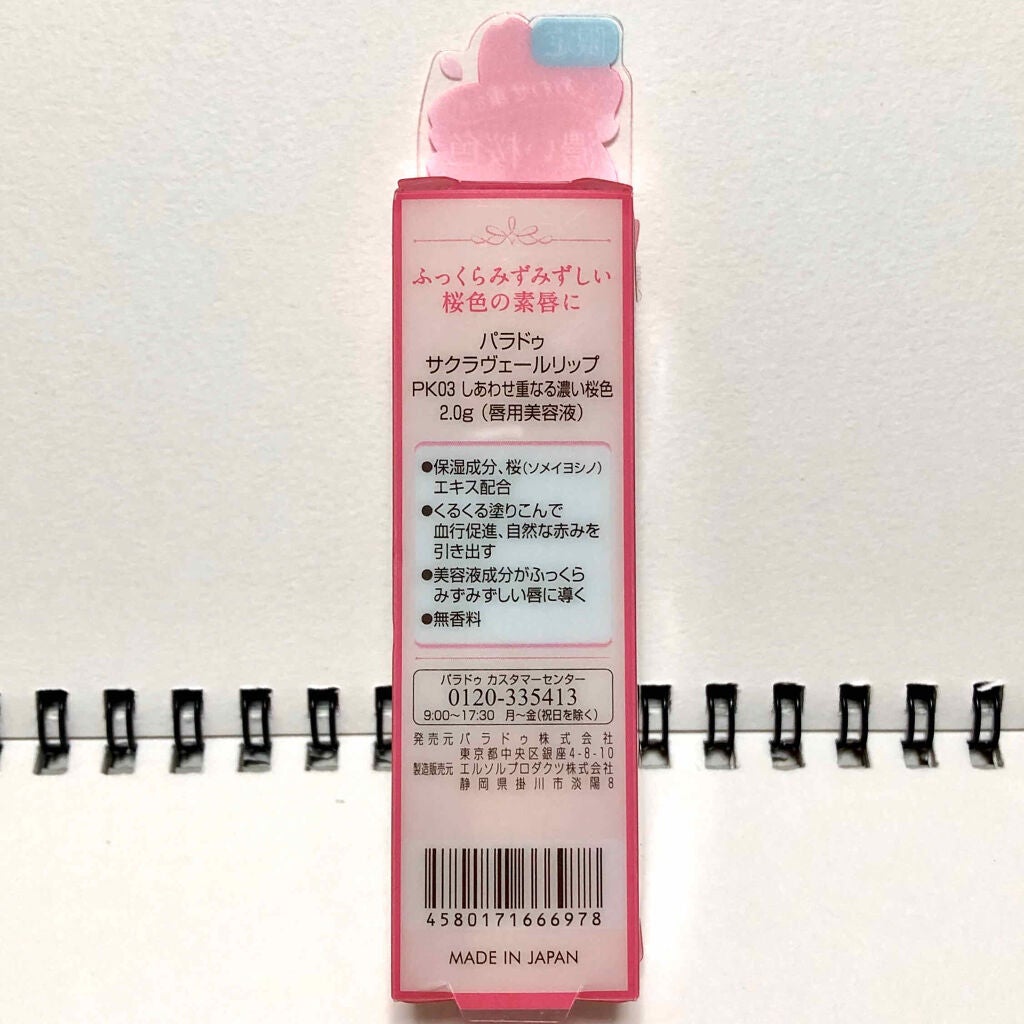 限定
濃い桜色
ふっくらみずみずしい
桜色の素唇に
パラドゥ
サクラヴェールリップ
PK03 しあわせ重なる濃い桜色
2.0g（唇用美容液）
●保湿成分、桜(ソメイヨシノ)
エキス配合
●くるくる塗りこんで
血行促進、自然な赤みを
引き出す
●美容液成分がふっくら
みずみずしい唇に導く
●無香料
パラドゥ カスタマーセンター
0120-335413
9:00〜17:30 月〜金(祝日を除く)
発売元 パラドゥ株式会社
東京都中央区銀座4-8-10
製造販売元 エルソルプロダクツ株式会社
静岡県掛川市淡陽8
4580171666978
MADE IN JAPAN